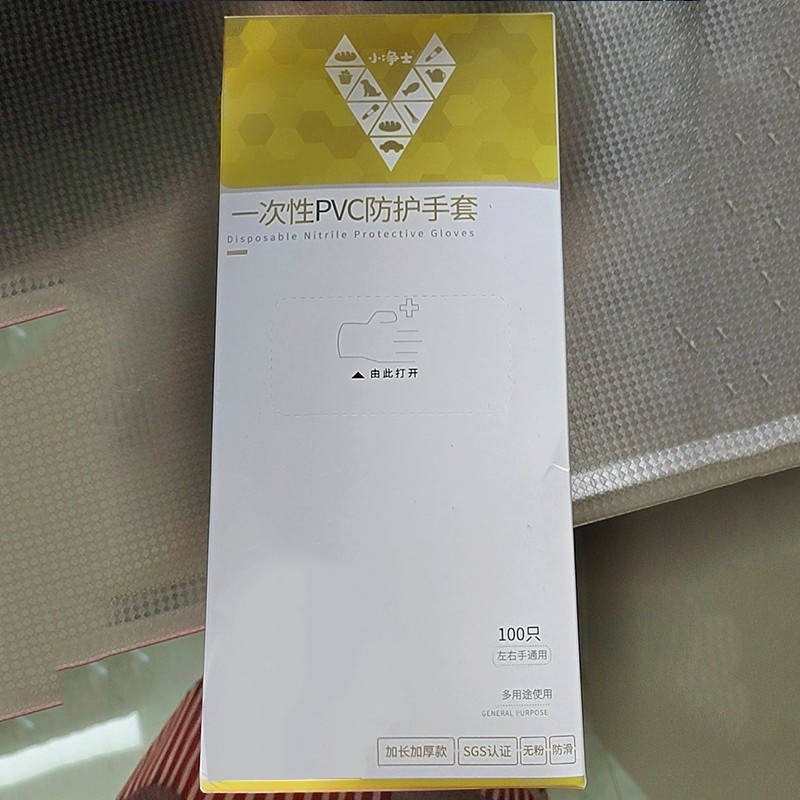 小净士
一次性PVC防护手套
Disposable Nitrile Protective Gloves
由此打开
100只
左右手通用
多用途使用
GENERAL PURPOSE
加长加厚款 SGS认证 无粉 防滑